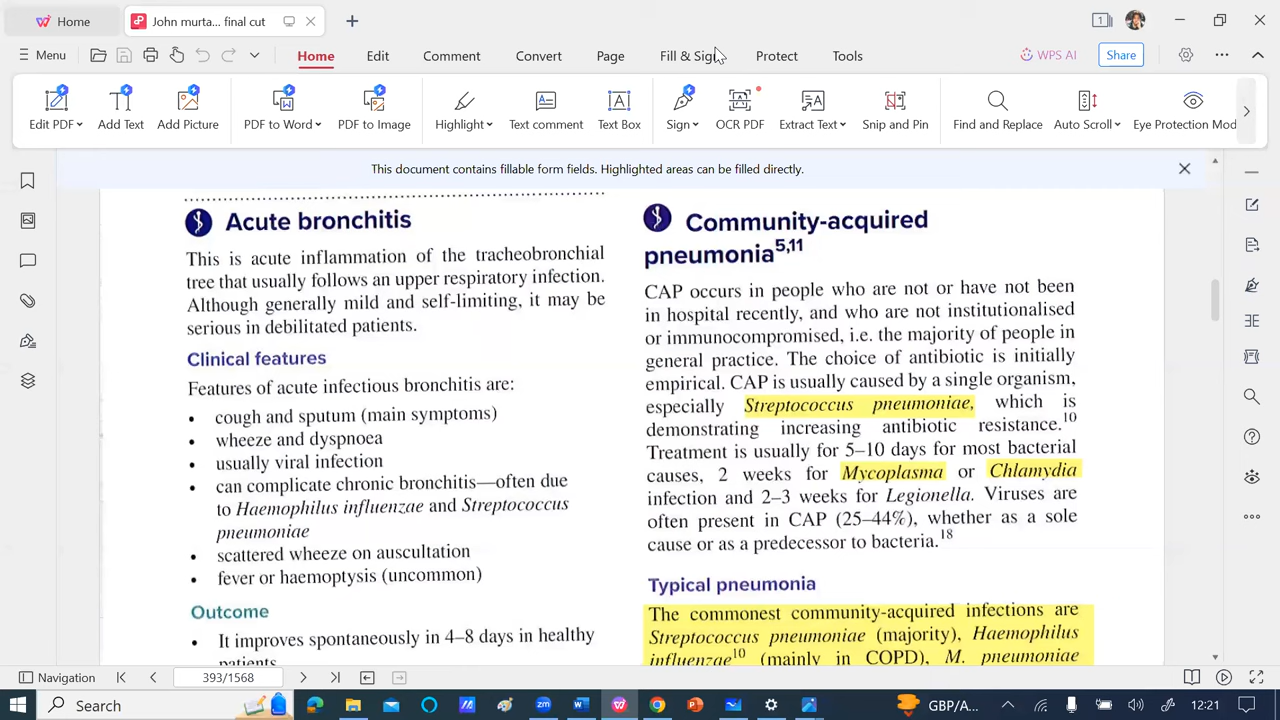 Home
John murta... final cut
Menu
Home
Edit
Comment
Convert
Page
Fill & Sign
Protect
Tools
WPS AI
Share
Edit PDF
Add Text
Add Picture
PDF to Word
PDF to Image
Highlight
Text comment
Text Box
Sign
OCR PDF
Extract Text
Snip and Pin
Find and Replace
Auto Scroll
Eye Protection Mod
This document contains fillable form fields. Highlighted areas can be filled directly.
Acute bronchitis
This is acute inflammation of the tracheobronchial
tree that usually follows an upper respiratory infection.
Although generally mild and self-limiting, it may be
serious in debilitated patients.
Clinical features
Features of acute infectious bronchitis are:
• cough and sputum (main symptoms)
• wheeze and dyspnoea
• usually viral infection
• can complicate chronic bronchitis—often due
to Haemophilus influenzae and Streptococcus
pneumoniae
• scattered wheeze on auscultation
• fever or haemoptysis (uncommon)
Outcome
• It improves spontaneously in 4–8 days in healthy
patients.
Community-acquired
pneumonia5,11
CAP occurs in people who are not or have not been
in hospital recently, and who are not institutionalised
or immunocompromised, i.e. the majority of people in
general practice. The choice of antibiotic is initially
empirical. CAP is usually caused by a single organism,
especially Streptococcus pneumoniae, which is
demonstrating increasing antibiotic resistance.10
Treatment is usually for 5–10 days for most bacterial
causes, 2 weeks for Mycoplasma or Chlamydia
infection and 2–3 weeks for Legionella. Viruses are
often present in CAP (25–44%), whether as a sole
cause or as a predecessor to bacteria.18
Typical pneumonia
The commonest community-acquired infections are
Streptococcus pneumoniae (majority), Haemophilus
influenzae10 (mainly in COPD), M. pneumoniae
Navigation
393/1568
Search
GBP/A...
12:21